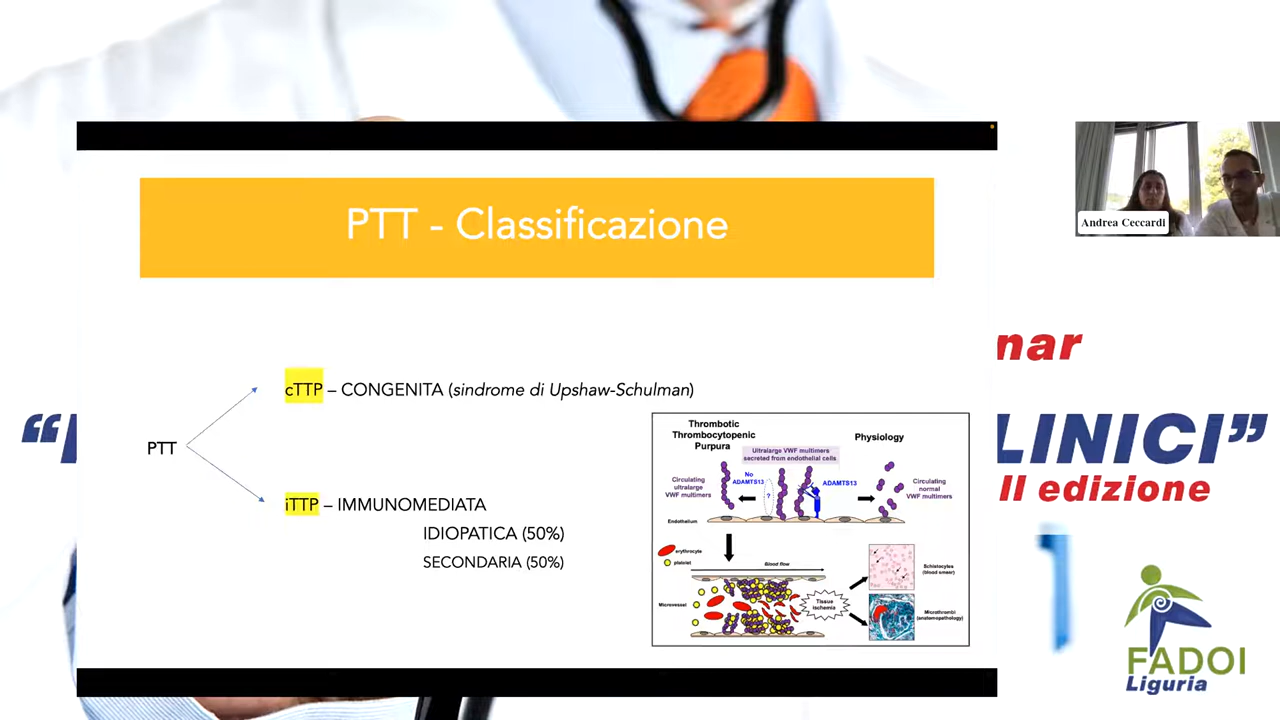 PTT - Classificazione
Andrea Ceccardi
cTTP – CONGENITA (sindrome di Upshaw-Schulman)
PTT
iTTP – IMMUNOMEDIATA
IDIOPATICA (50%)
SECONDARIA (50%)
Thrombotic
Thrombocytopenic
Purpura
Physiology
Ultralarge VWF multimers
secreted from endothelial cells
Circulating
ultralarge
VWF multimers
No
ADAMTS13
?
ADAMTS13
Circulating
normal
VWF multimers
Endothelium
erythrocyte
platelet
Blood flow
Microvessel
Tissue
ischemia
Schistocytes
(blood smear)
Microthrombi
(anatomopathology)
nar
“
LINICI”
II edizione
FADOI
Liguria